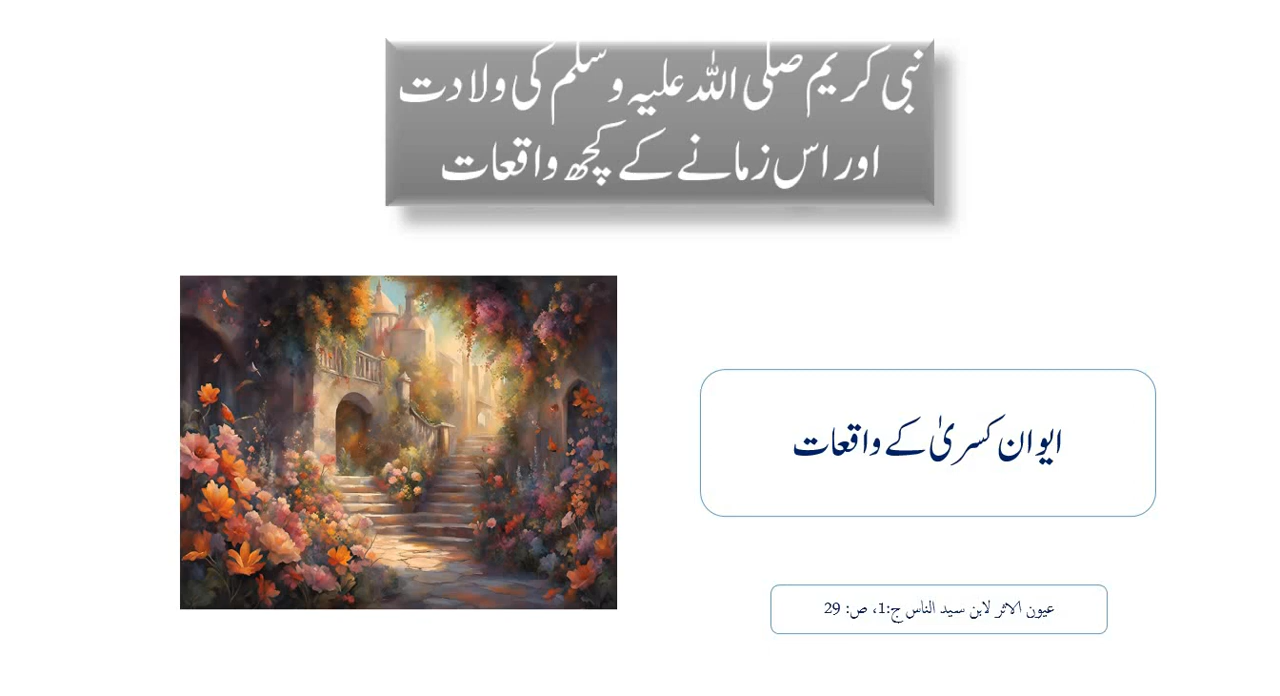 نبی کریم صلی اللہ علیہ وسلم کی ولادت
اور اس زمانے کے کچھ واقعات
ایوان کسریٰ کے واقعات
عیون الاثر لابن سید الناس ج:1، ص: 29